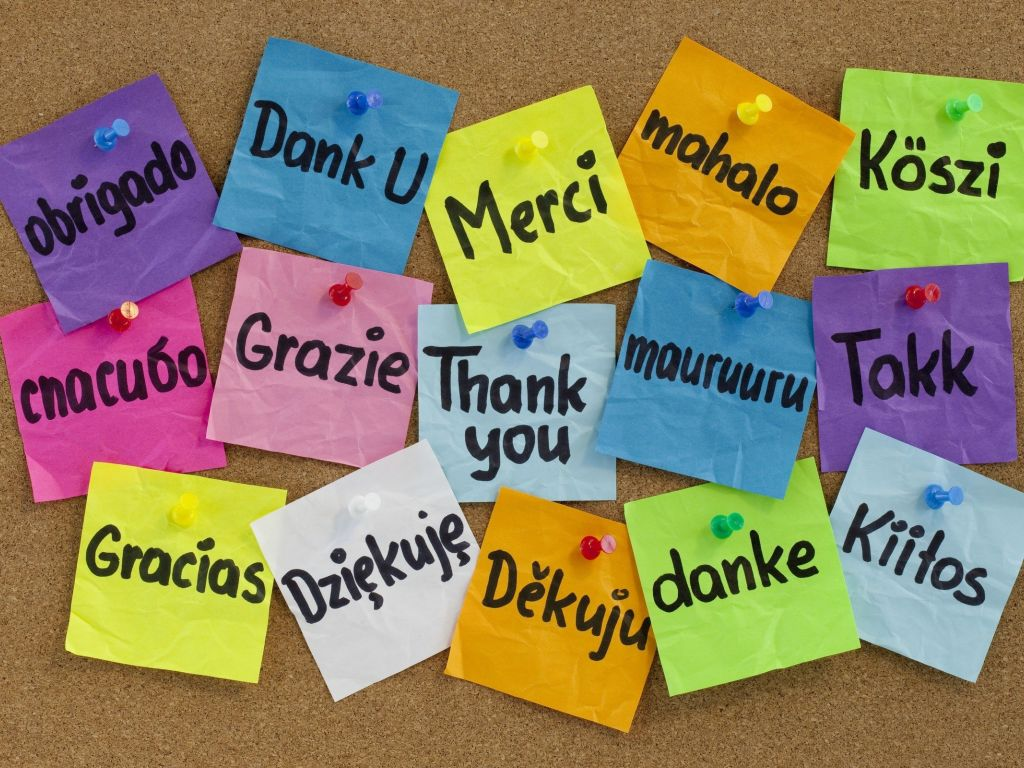 obrigado
Dank U
Merci
mahalo
Köszi
спасибо
Grazie
Thank
you
mauruuru
Takk
Gracias
Dziękuję
Děkuju
danke
Kiitos